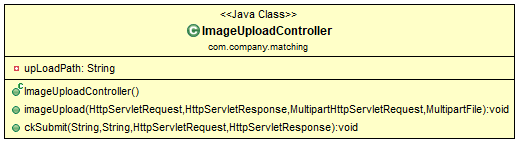 <<Java Class>>
ImageUploadController
com.company.matching
upLoadPath: String
ImageUploadController()
imageUpload(HttpServletRequest,HttpServletResponse,MultipartHttpServletRequest,MultipartFile):void
ckSubmit(String,String,HttpServletRequest,HttpServletResponse):void